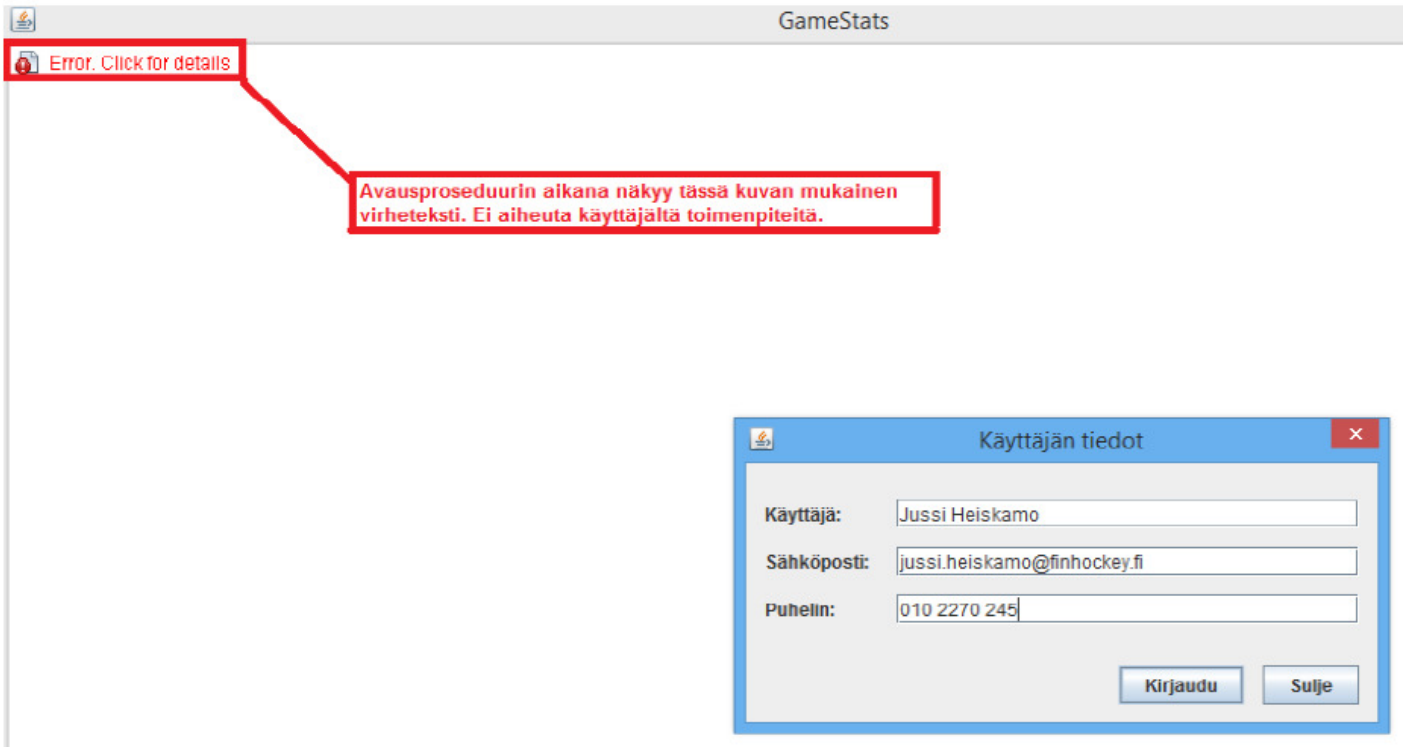 GameStats
Error. Click for details
Avausproseduurin aikana näkyy tässä kuvan mukainen
virheteksti. Ei aiheuta käyttäjältä toimenpiteitä.
Käyttäjän tiedot
Käyttäjä: Jussi Heiskamo
Sähköposti: jussi.heiskamo@finhockey.fi
Puhelin: 010 2270 245
Kirjaudu Sulje